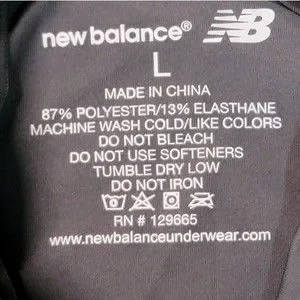 new balance® NB
L
MADE IN CHINA
87% POLYESTER/13% ELASTHANE
MACHINE WASH COLD/LIKE COLORS
DO NOT BLEACH
DO NOT USE SOFTENERS
TUMBLE DRY LOW
DO NOT IRON
RN # 129665
www.newbalanceunderwear.com